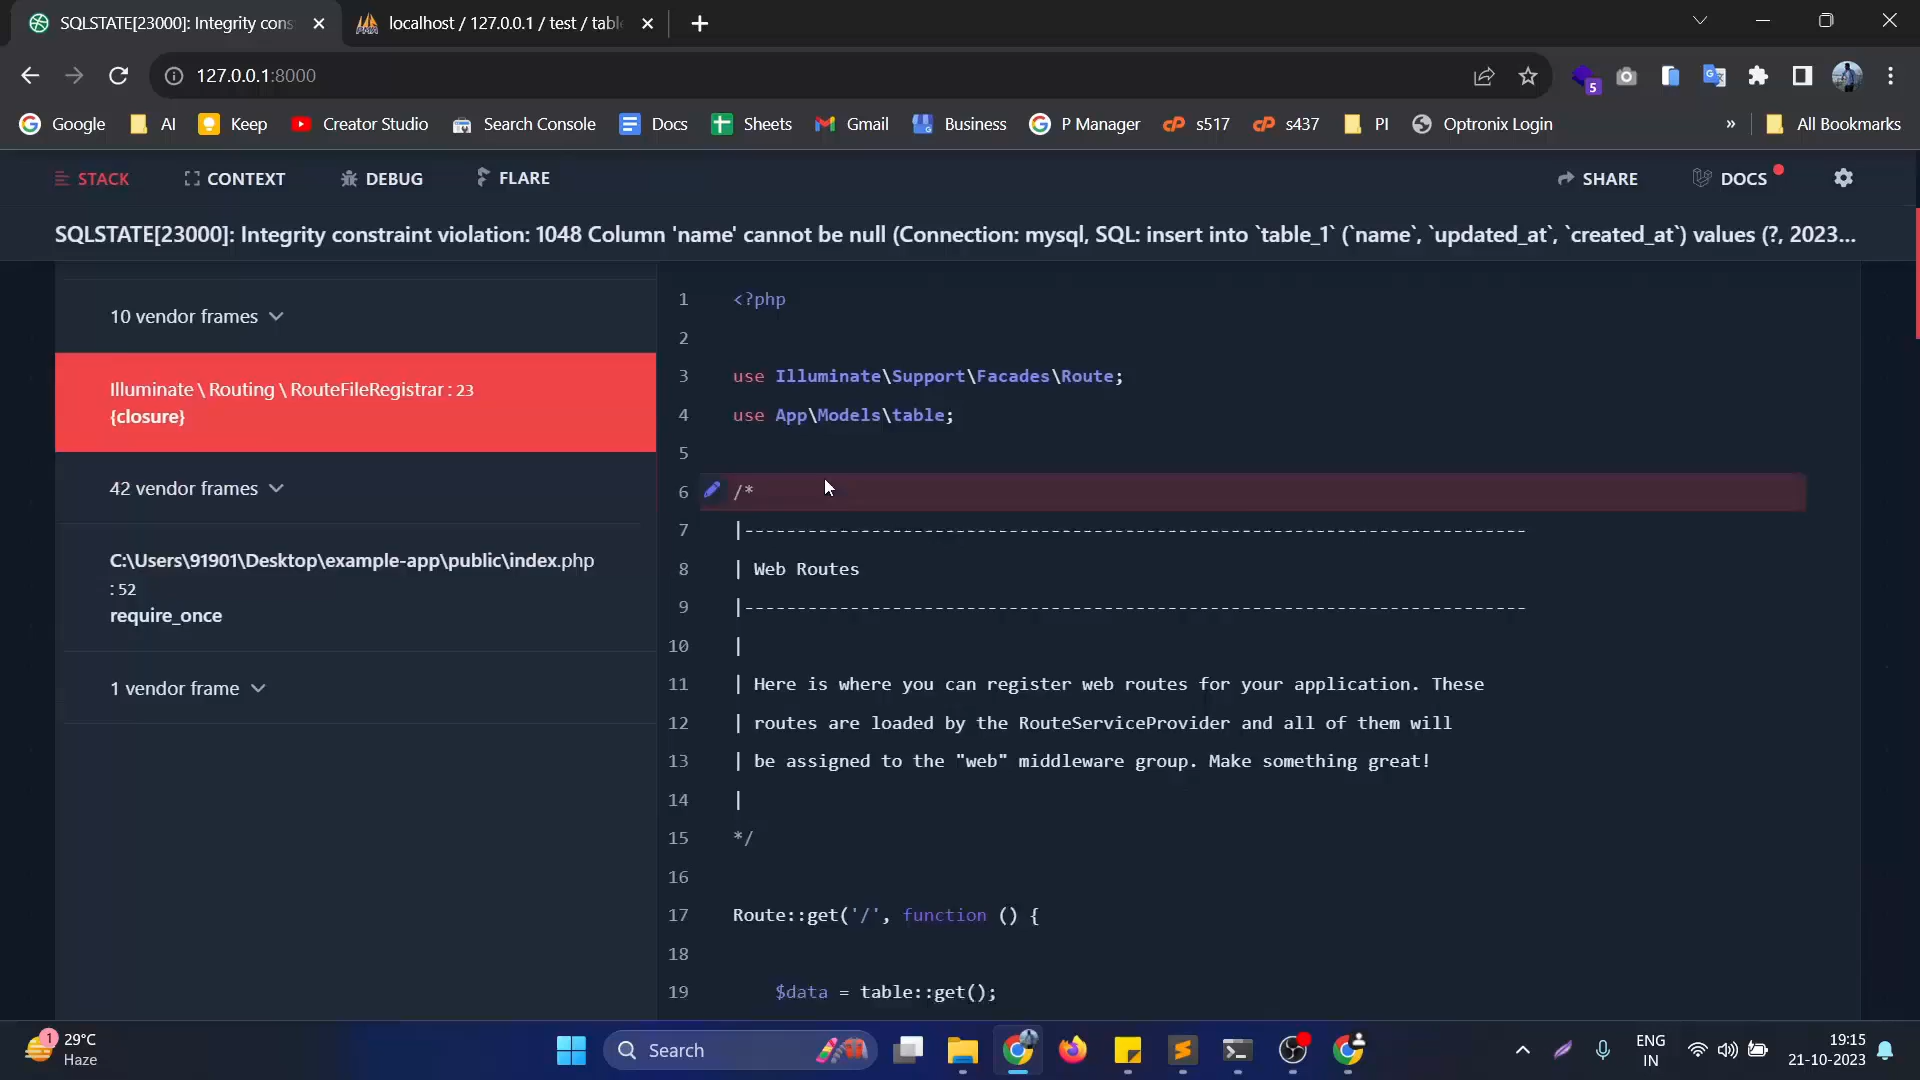 SQLSTATE[23000]: Integrity cons
localhost / 127.0.0.1 / test / tabl
127.0.0.1:8000
5
Google
AI
Keep
Creator Studio
Search Console
Docs
Sheets
Gmail
Business
P Manager
s517
s437
PI
Optronix Login
»
All Bookmarks
STACK
CONTEXT
DEBUG
FLARE
SHARE
DOCS
SQLSTATE[23000]: Integrity constraint violation: 1048 Column 'name' cannot be null (Connection: mysql, SQL: insert into `table_1` (`name`, `updated_at`, `created_at`) values (?, 2023...
10 vendor frames
Illuminate \ Routing \ RouteFileRegistrar : 23
{closure}
42 vendor frames
C:\Users\91901\Desktop\example-app\public\index.php
: 52
require_once
1 vendor frame
1 <?php
2
3 use Illuminate\Support\Facades\Route;
4 use App\Models\table;
5
6 /*
7 |--------------------------------------------------------------------------
8 | Web Routes
9 |--------------------------------------------------------------------------
10 |
11 | Here is where you can register web routes for your application. These
12 | routes are loaded by the RouteServiceProvider and all of them will
13 | be assigned to the "web" middleware group. Make something great!
14 |
15 */
16
17 Route::get('/', function () {
18
19 $data = table::get();
1
29°C
Haze
Search
ENG
IN
19:15
21-10-2023